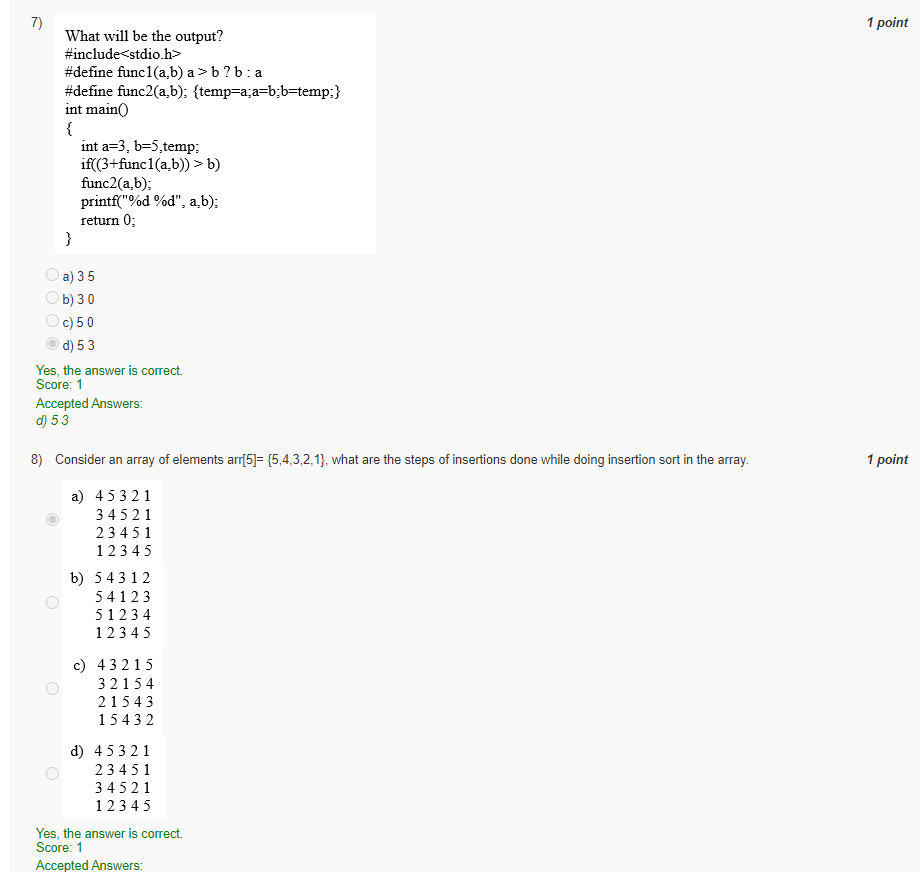 7)
1 point
What will be the output?
#include<stdio.h>
#define func1(a,b) a > b ? b : a
#define func2(a,b); {temp=a;a=b;b=temp;}
int main()
{
int a=3, b=5,temp;
if((3+func1(a,b)) > b)
func2(a,b);
printf("%d %d", a,b);
return 0;
}
a) 3 5
b) 3 0
c) 5 0
d) 5 3
Yes, the answer is correct.
Score: 1
Accepted Answers:
d) 5 3
8) Consider an array of elements arr[5]= {5,4,3,2,1}, what are the steps of insertions done while doing insertion sort in the array.
1 point
a) 4 5 3 2 1
3 4 5 2 1
2 3 4 5 1
1 2 3 4 5
b) 5 4 3 1 2
5 4 1 2 3
5 1 2 3 4
1 2 3 4 5
c) 4 3 2 1 5
3 2 1 5 4
2 1 5 4 3
1 5 4 3 2
d) 4 5 3 2 1
2 3 4 5 1
3 4 5 2 1
1 2 3 4 5
Yes, the answer is correct.
Score: 1
Accepted Answers: